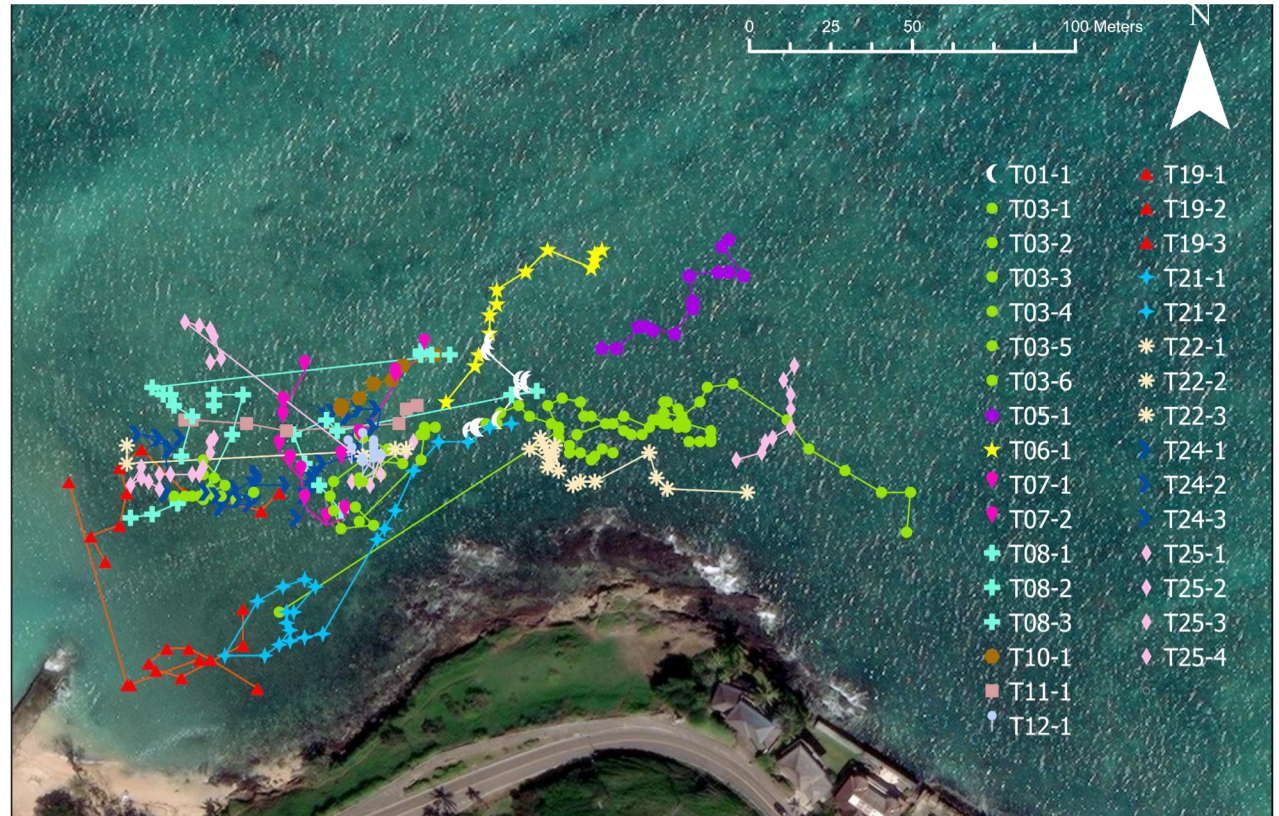 0 25 50 100 Meters
N
T01-1
T03-1
T03-2
T03-3
T03-4
T03-5
T03-6
T05-1
T06-1
T07-1
T07-2
T08-1
T08-2
T08-3
T10-1
T11-1
T12-1
T19-1
T19-2
T19-3
T21-1
T21-2
T22-1
T22-2
T22-3
T24-1
T24-2
T24-3
T25-1
T25-2
T25-3
T25-4